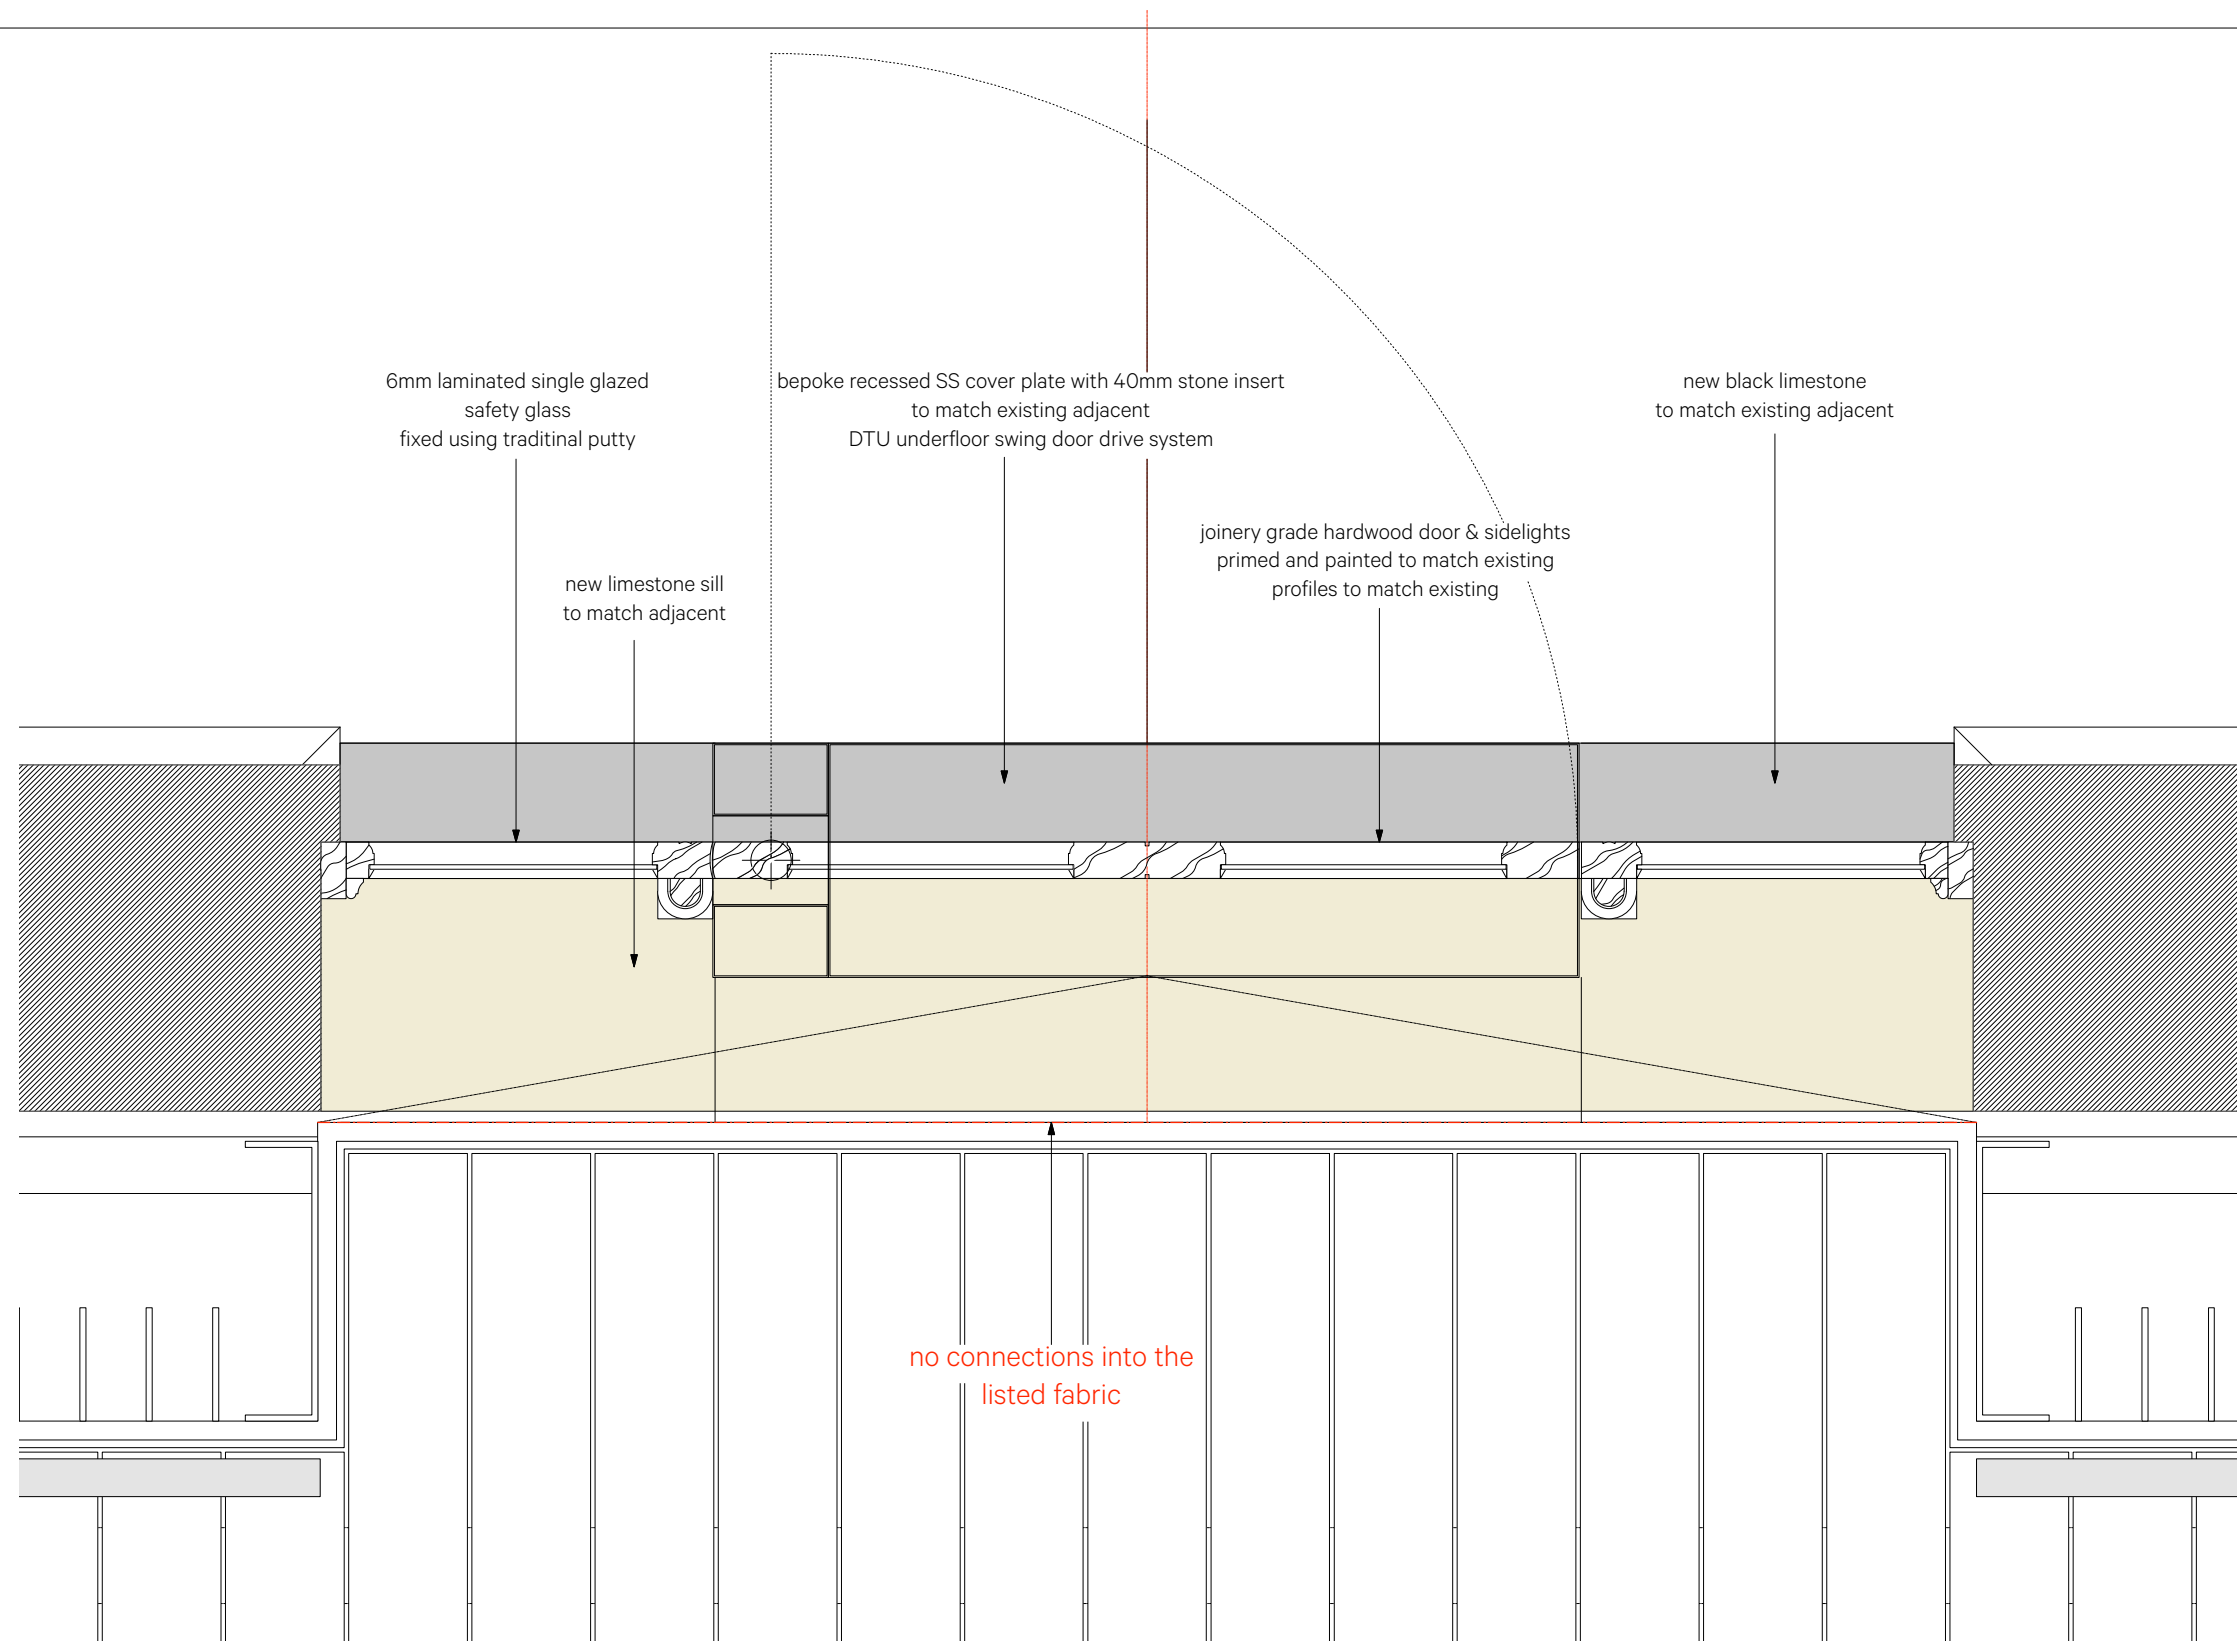 6mm laminated single glazed
safety glass
fixed using traditinal putty
bepoke recessed SS cover plate with 40mm stone insert
to match existing adjacent
DTU underfloor swing door drive system
new black limestone
to match existing adjacent
joinery grade hardwood door & sidelights
primed and painted to match existing
profiles to match existing
new limestone sill
to match adjacent
no connections into the
listed fabric